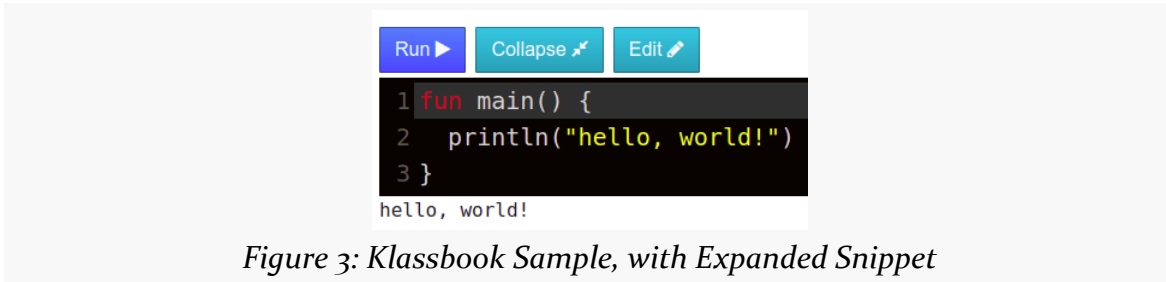 Run Collapse Edit
1 fun main() {
2 println("hello, world!")
3 }
hello, world!
Figure 3: Klassbook Sample, with Expanded Snippet